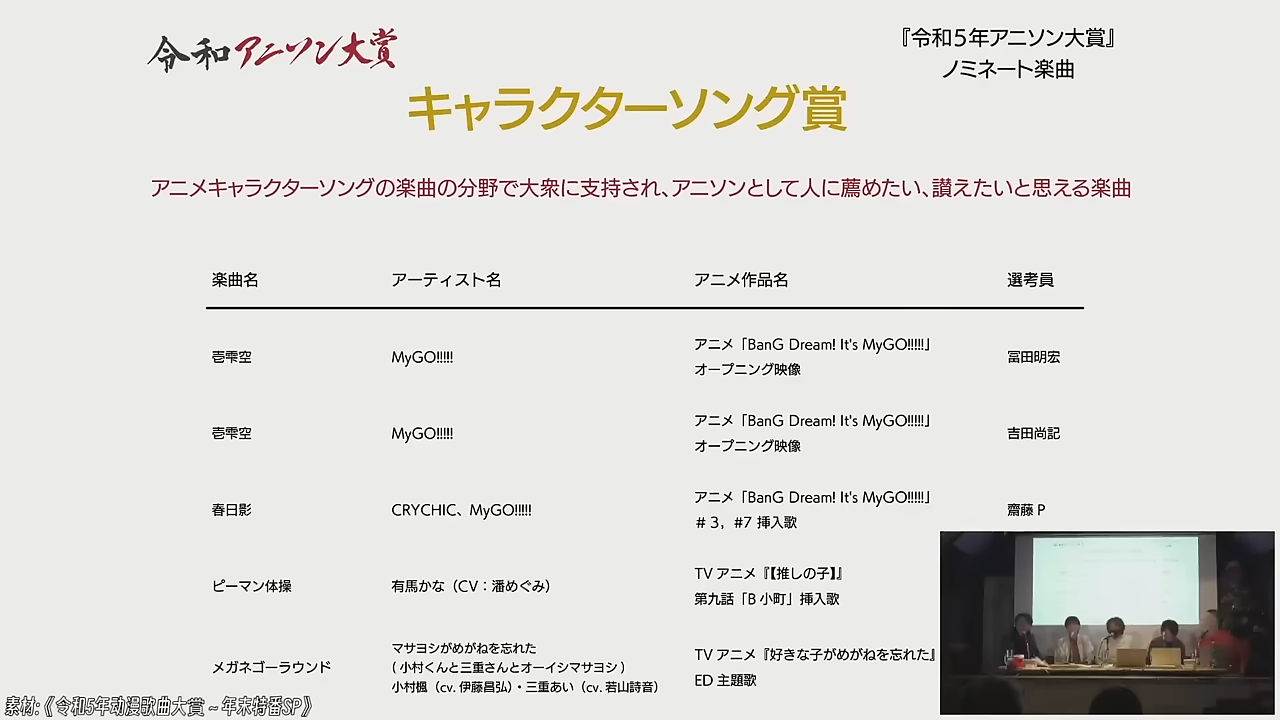 令和アニソン大賞
『令和5年アニソン大賞』
ノミネート楽曲
キャラクターソング賞
アニメキャラクターソングの楽曲の分野で大衆に支持され、アニソンとして人に薦めたい、讃えたいと思える楽曲
楽曲名 アーティスト名 アニメ作品名 選考員
壱雫空 MyGO!!!!! アニメ「BanG Dream! It's MyGO!!!!!」 冨田明宏
オープニング映像
壱雫空 MyGO!!!!! アニメ「BanG Dream! It's MyGO!!!!!」 吉田尚記
オープニング映像
春日影 CRYCHIC、MyGO!!!!! アニメ「BanG Dream! It's MyGO!!!!!」 齋藤 P
# 3，#7 挿入歌
ピーマン体操 有馬かな（CV：潘めぐみ） TV アニメ『【推しの子】』
第九話「B 小町」挿入歌
メガネゴーラウンド マサヨシがめがねを忘れた
( 小村くんと三重さんとオーイシマサヨシ )
小村楓（cv. 伊藤昌弘）・三重あい（cv. 若山詩音）
TV アニメ『好きな子がめがねを忘れた』
ED 主題歌
素材:《令和5年动漫歌曲大賞～年末特番SP》